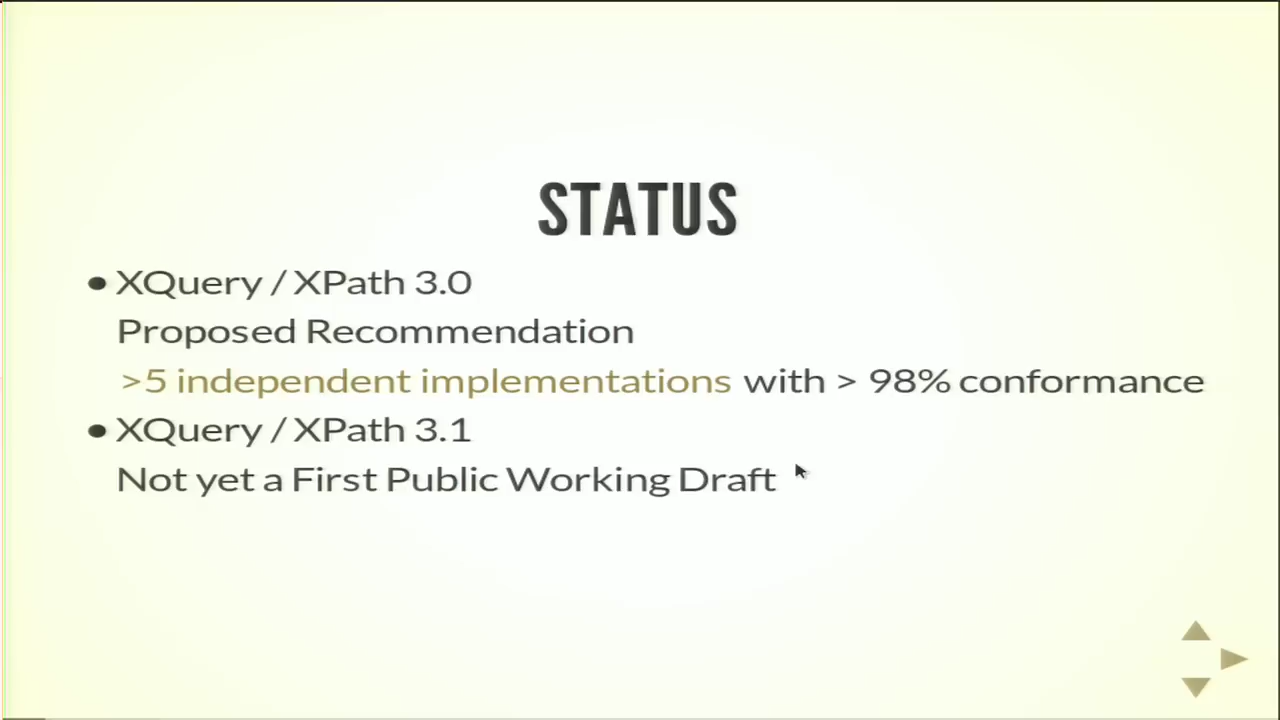 STATUS
• XQuery / XPath 3.0
Proposed Recommendation
>5 independent implementations with > 98% conformance
• XQuery / XPath 3.1
Not yet a First Public Working Draft